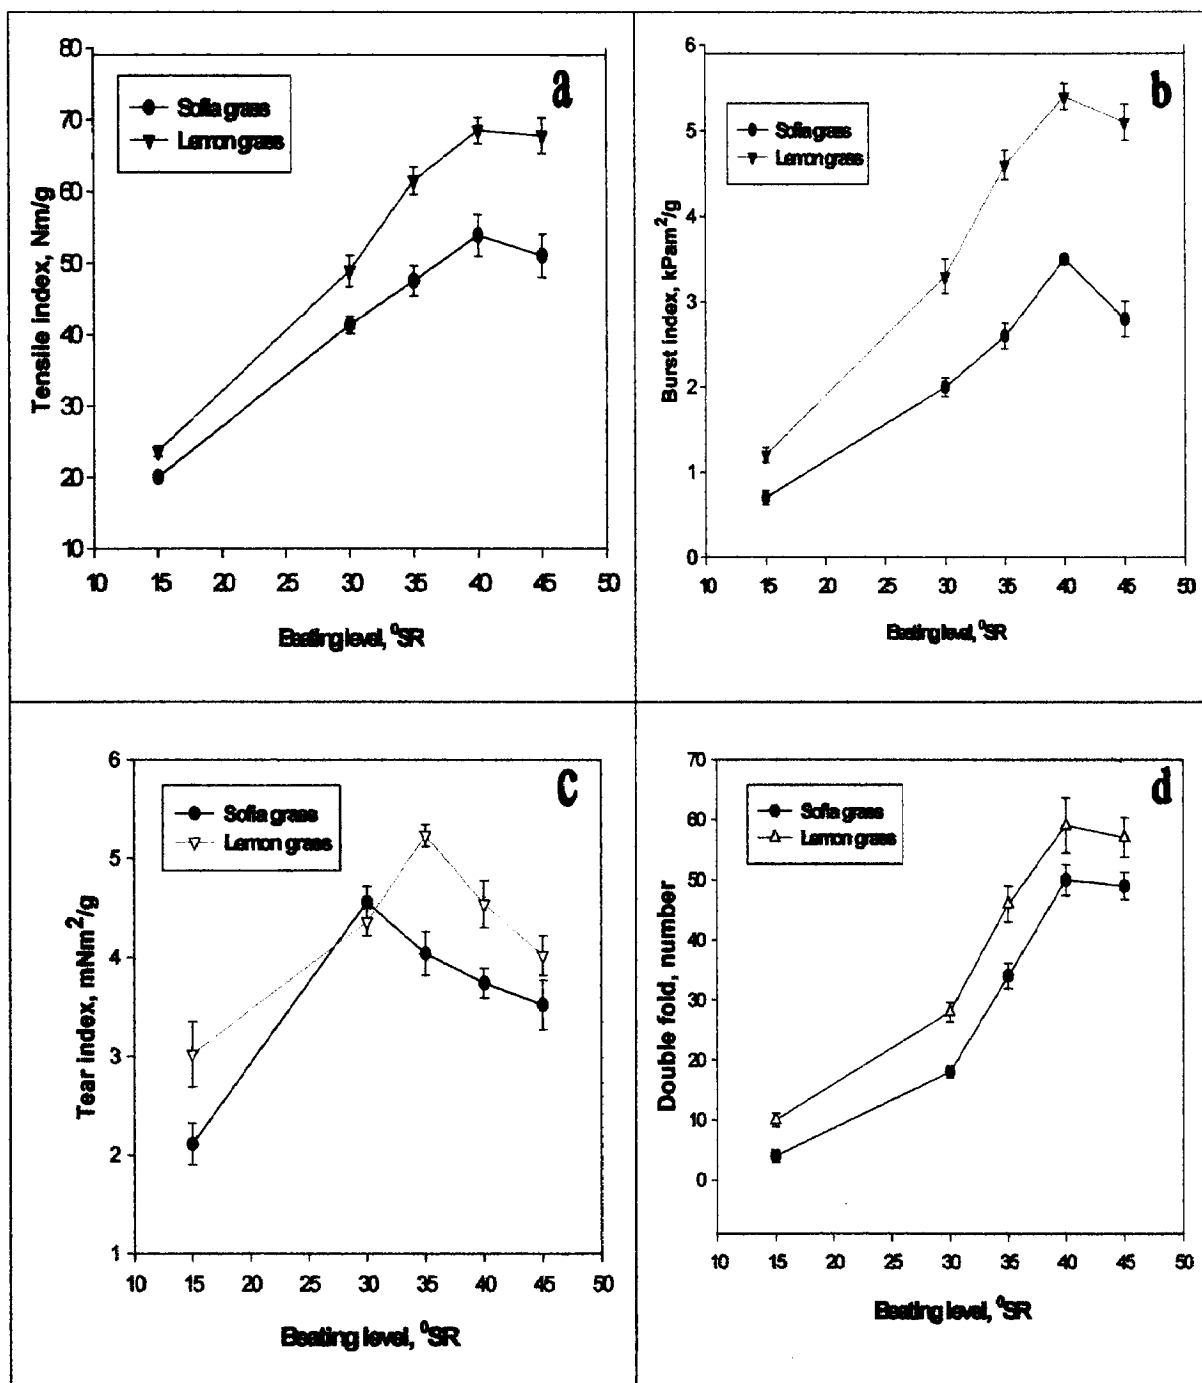 a
Sofia grass
Lemon grass
Tensile index, Nm/g
80
70
60
50
40
30
20
10
10 15 20 25 30 35 40 45 50
Beating level, ⁰SR
b
Sofia grass
Lemon grass
Burst index, kPam²/g
6
5
4
3
2
1
0
10 15 20 25 30 35 40 45 50
Beating level, ⁰SR
c
Sofia grass
Lemon grass
Tear index, mNm²/g
6
5
4
3
2
1
10 15 20 25 30 35 40 45 50
Beating level, ⁰SR
d
Sofia grass
Lemon grass
Double fold, number
70
60
50
40
30
20
10
0
10 15 20 25 30 35 40 45 50
Beating level, ⁰SR